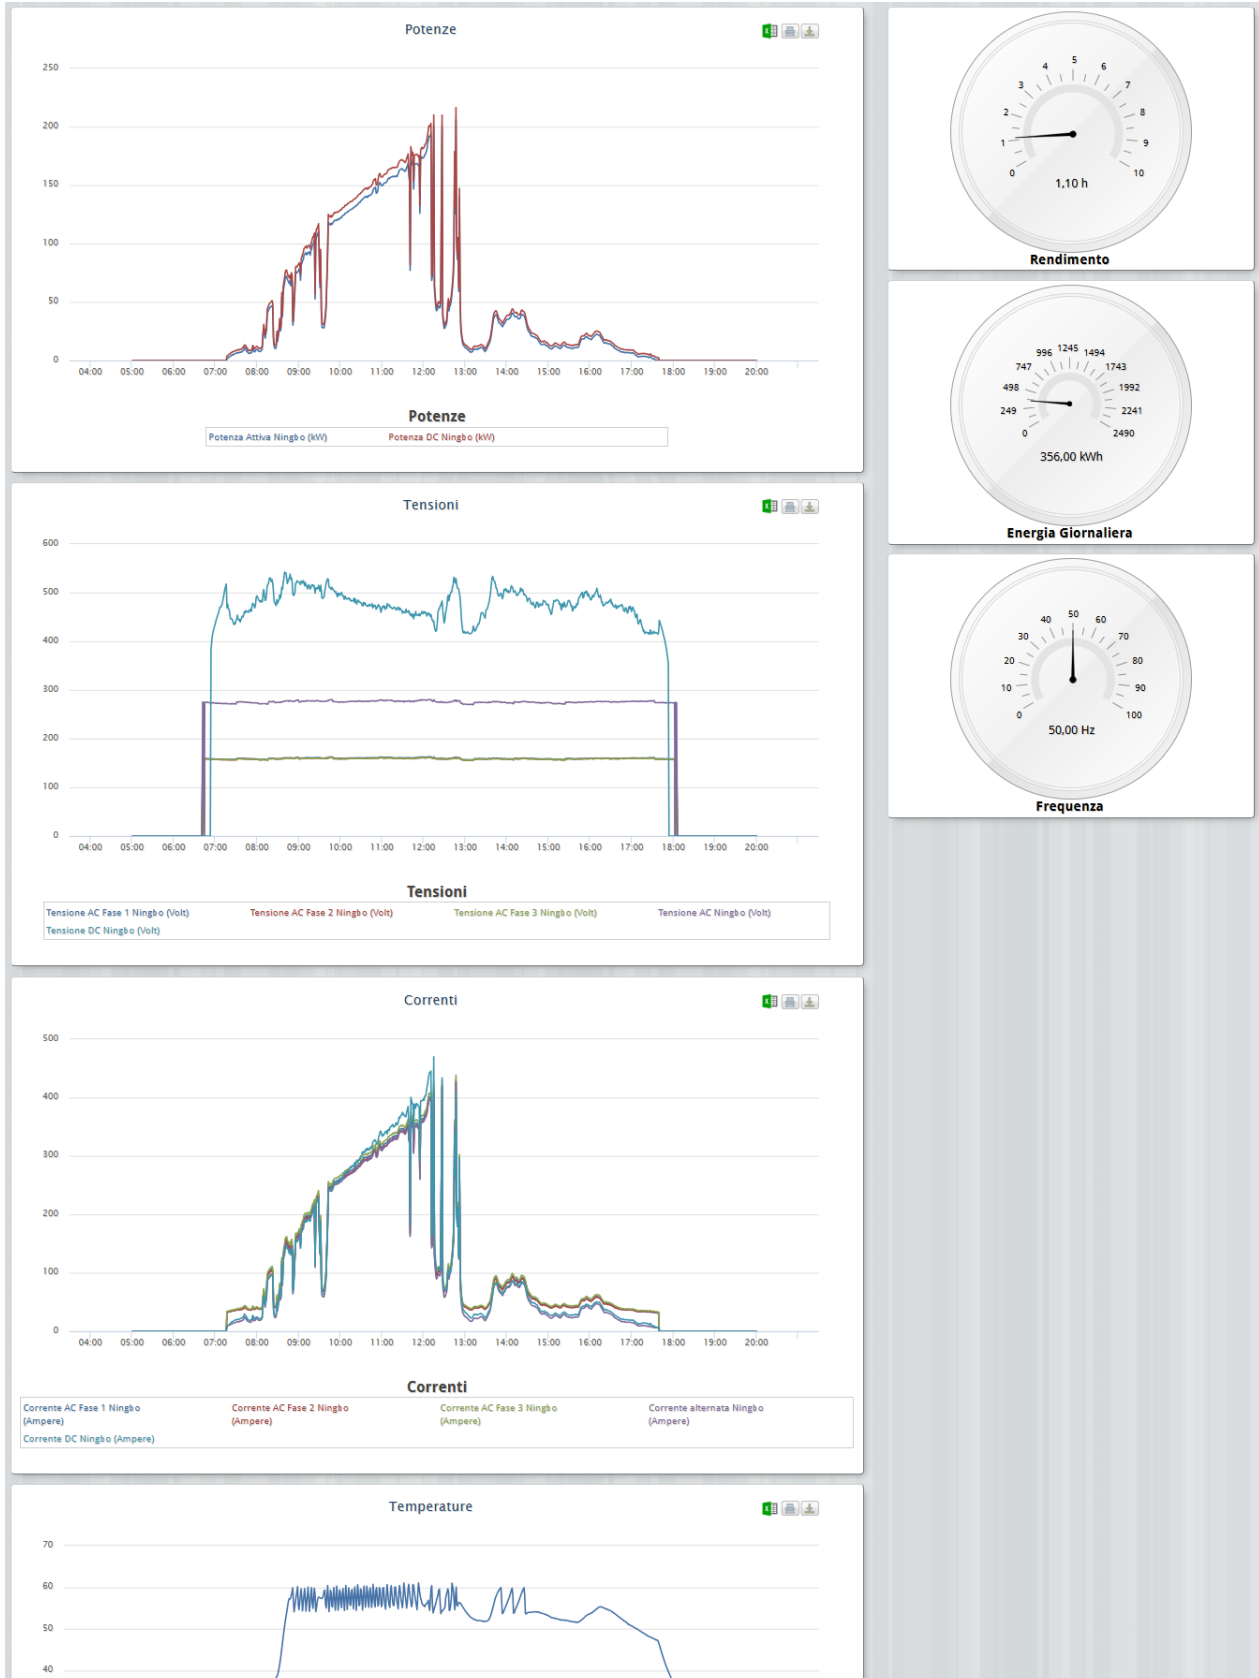 Potenze
250
200
150
100
50
0
04:00 05:00 06:00 07:00 08:00 09:00 10:00 11:00 12:00 13:00 14:00 15:00 16:00 17:00 18:00 19:00 20:00
Potenze
Potenza Attiva Ningbo (kW) Potenza DC Ningbo (kW)
Tensioni
600
500
400
300
200
100
0
04:00 05:00 06:00 07:00 08:00 09:00 10:00 11:00 12:00 13:00 14:00 15:00 16:00 17:00 18:00 19:00 20:00
Tensioni
Tensione AC Fase 1 Ningbo (Volt) Tensione AC Fase 2 Ningbo (Volt) Tensione AC Fase 3 Ningbo (Volt) Tensione AC Ningbo (Volt)
Tensione DC Ningbo (Volt)
Correnti
500
400
300
200
100
0
04:00 05:00 06:00 07:00 08:00 09:00 10:00 11:00 12:00 13:00 14:00 15:00 16:00 17:00 18:00 19:00 20:00
Correnti
Corrente AC Fase 1 Ningbo Corrente AC Fase 2 Ningbo Corrente AC Fase 3 Ningbo Corrente alternata Ningbo
(Ampere) (Ampere) (Ampere) (Ampere)
Corrente DC Ningbo (Ampere)
Temperature
70
60
50
40
0 1 2 3 4 5 6 7 8 9 10
1,10 h
Rendimento
0 249 498 747 996 1245 1494 1743 1992 2241 2490
356,00 kWh
Energia Giornaliera
0 10 20 30 40 50 60 70 80 90 100
50,00 Hz
Frequenza